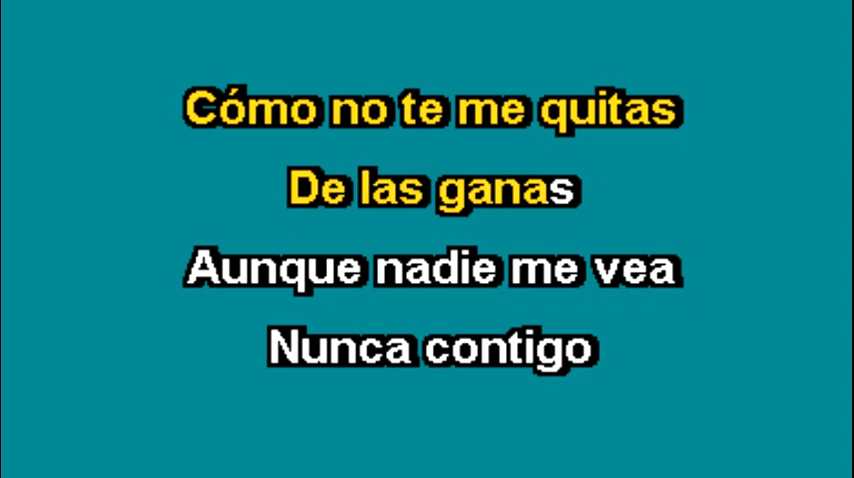 Cómo no te me quitas
De las ganas
Aunque nadie me vea
Nunca contigo